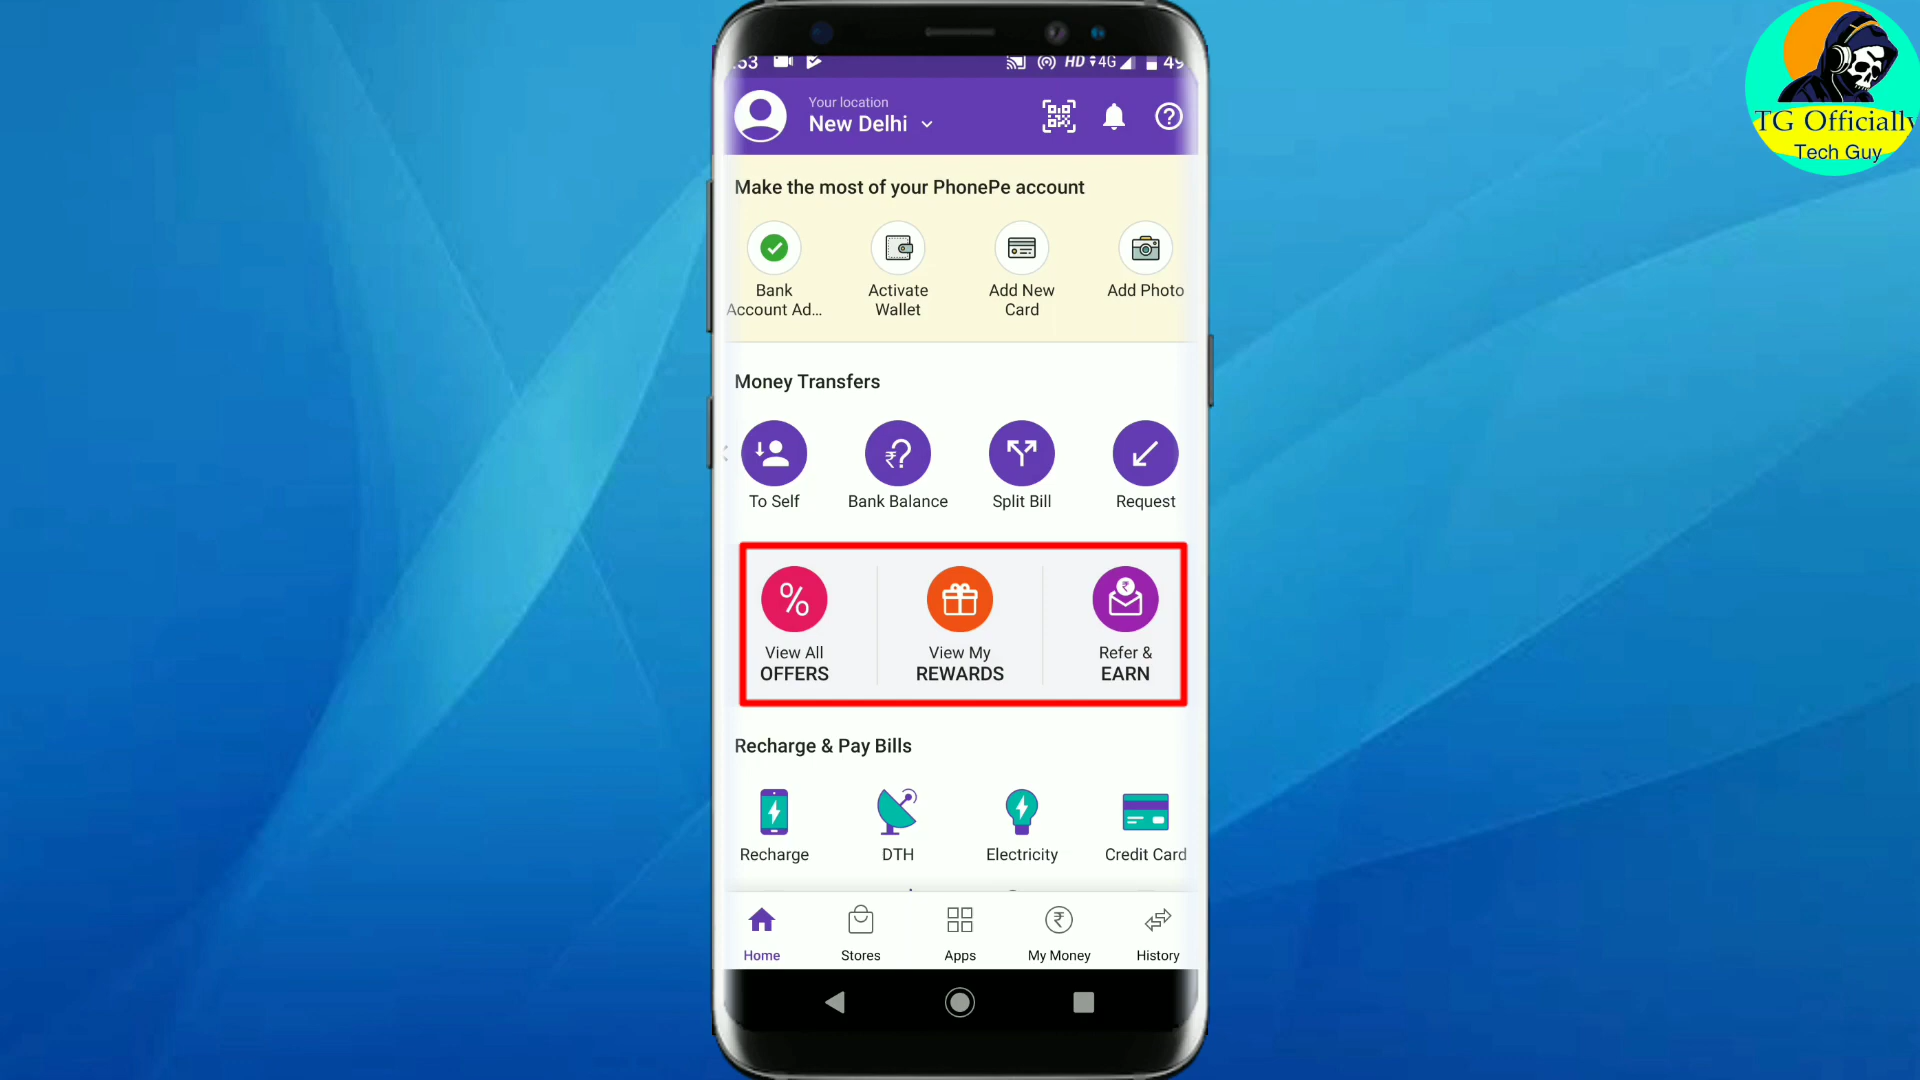 :53 HD 4G 49
Your location
New Delhi
Make the most of your PhonePe account
Bank
Account Ad...
Activate
Wallet
Add New
Card
Add Photo
Money Transfers
To Self
Bank Balance
Split Bill
Request
View All
OFFERS
View My
REWARDS
Refer &
EARN
Recharge & Pay Bills
Recharge
DTH
Electricity
Credit Card
Home
Stores
Apps
My Money
History
TG Officially
Tech Guy